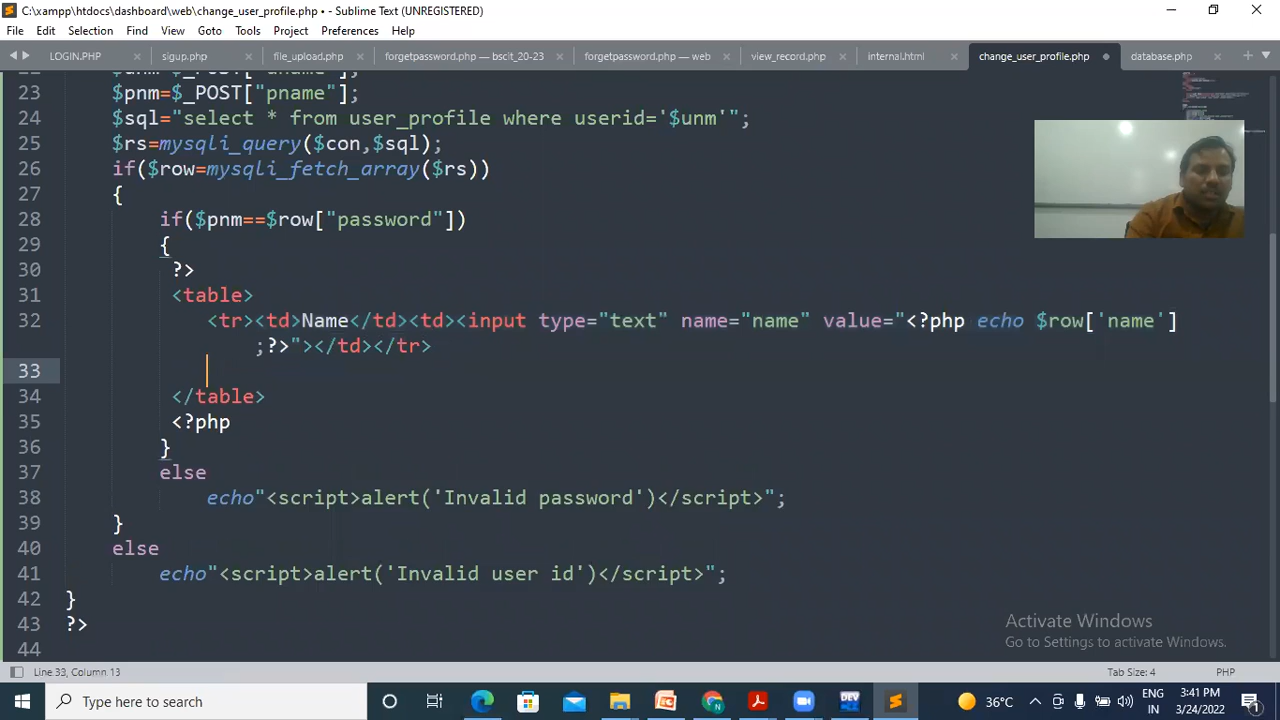 C:\xampp\htdocs\dashboard\web\change_user_profile.php • - Sublime Text (UNREGISTERED)
File Edit Selection Find View Goto Tools Project Preferences Help
LOGIN.PHP sigup.php file_upload.php forgetpassword.php — bscit_20-23 forgetpassword.php — web view_record.php internal.html change_user_profile.php database.php
23 $pnm=$_POST["pname"];
24 $sql="select * from user_profile where userid='$unm'";
25 $rs=mysqli_query($con,$sql);
26 if($row=mysqli_fetch_array($rs))
27 {
28 if($pnm==$row["password"])
29 {
30 ?>
31 <table>
32 <tr><td>Name</td><td><input type="text" name="name" value="<?php echo $row['name']
;?>"></td></tr>
33
34 </table>
35 <?php
36 }
37 else
38 echo"<script>alert('Invalid password')</script>";
39 }
40 else
41 echo"<script>alert('Invalid user id')</script>";
42 }
43 ?>
44
Activate Windows
Go to Settings to activate Windows.
Line 33, Column 13 Tab Size: 4 PHP
Type here to search 36°C ENG 3:41 PM
IN 3/24/2022